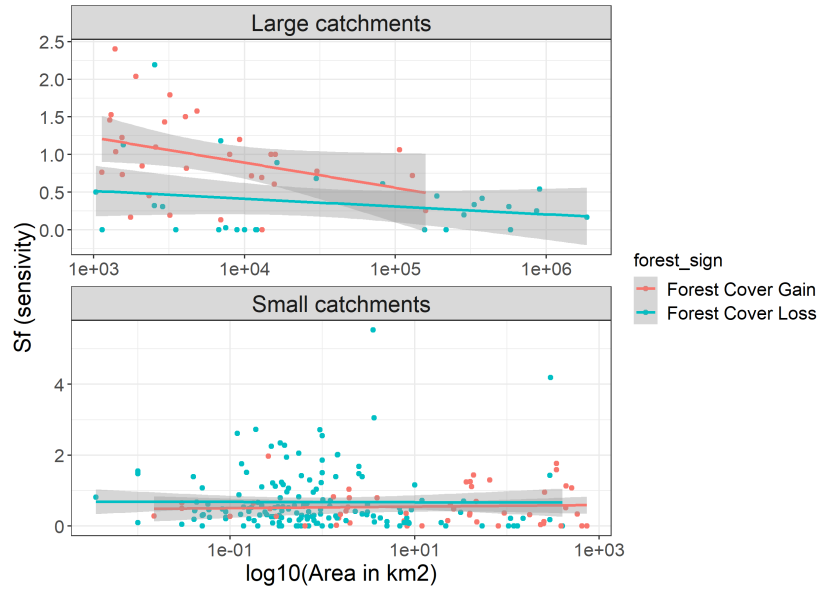 Large catchments
2.5
2.0
1.5
1.0
0.5
0.0
1e+03 1e+04 1e+05 1e+06
Small catchments
4
2
0
1e-01 1e+01 1e+03
log10(Area in km2)
Sf (sensivity)
forest_sign
Forest Cover Gain
Forest Cover Loss